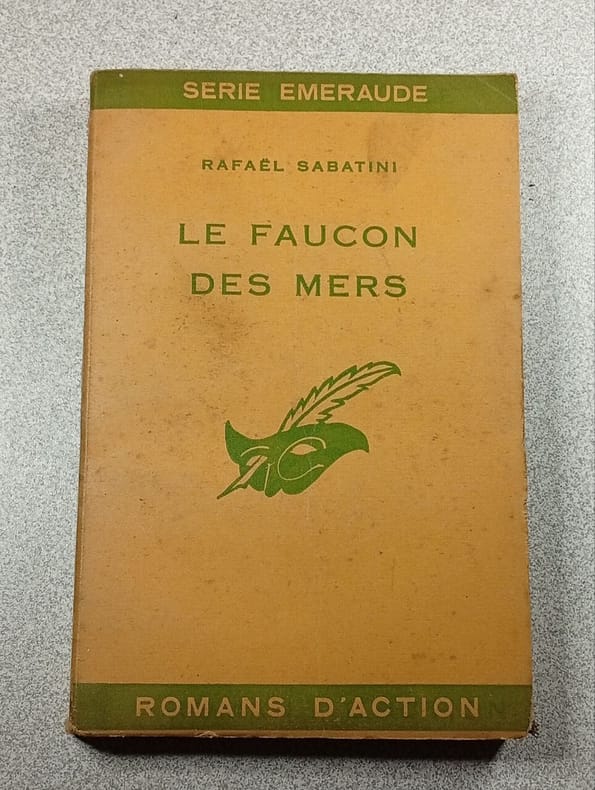 SERIE EMERAUDE
RAFAËL SABATINI
LE FAUCON
DES MERS
ROMANS D'ACTION